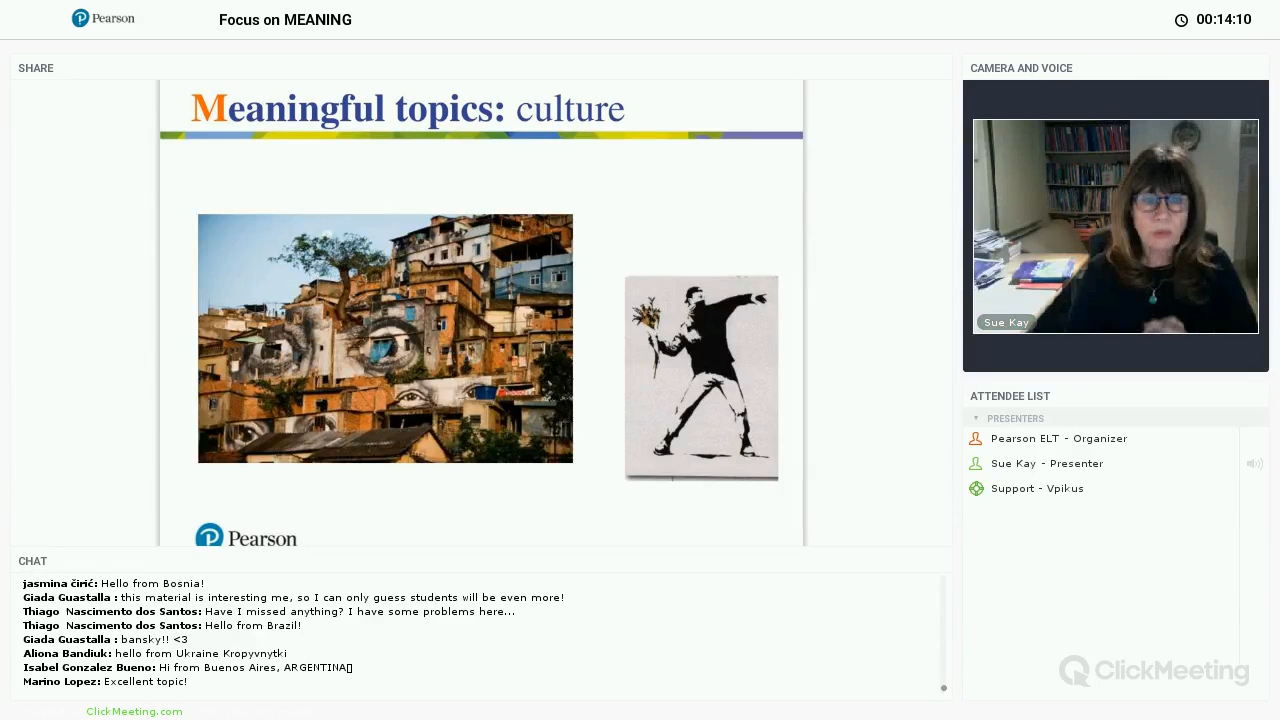 Pearson
Focus on MEANING
00:14:10
SHARE
Meaningful topics: culture
Pearson
CAMERA AND VOICE
Sue Kay
ATTENDEE LIST
PRESENTERS
Pearson ELT - Organizer
Sue Kay - Presenter
Support - Vpikus
CHAT
jasmina čirić: Hello from Bosnia!
Giada Guastalla : this material is interesting me, so I can only guess students will be even more!
Thiago Nascimento dos Santos: Have I missed anything? I have some problems here...
Thiago Nascimento dos Santos: Hello from Brazil!
Giada Guastalla : bansky!! <3
Aliona Bandiuk: hello from Ukraine Kropyvnytki
Isabel Gonzalez Bueno: Hi from Buenos Aires, ARGENTINA
Marino Lopez: Excellent topic!
ClickMeeting
ClickMeeting.com